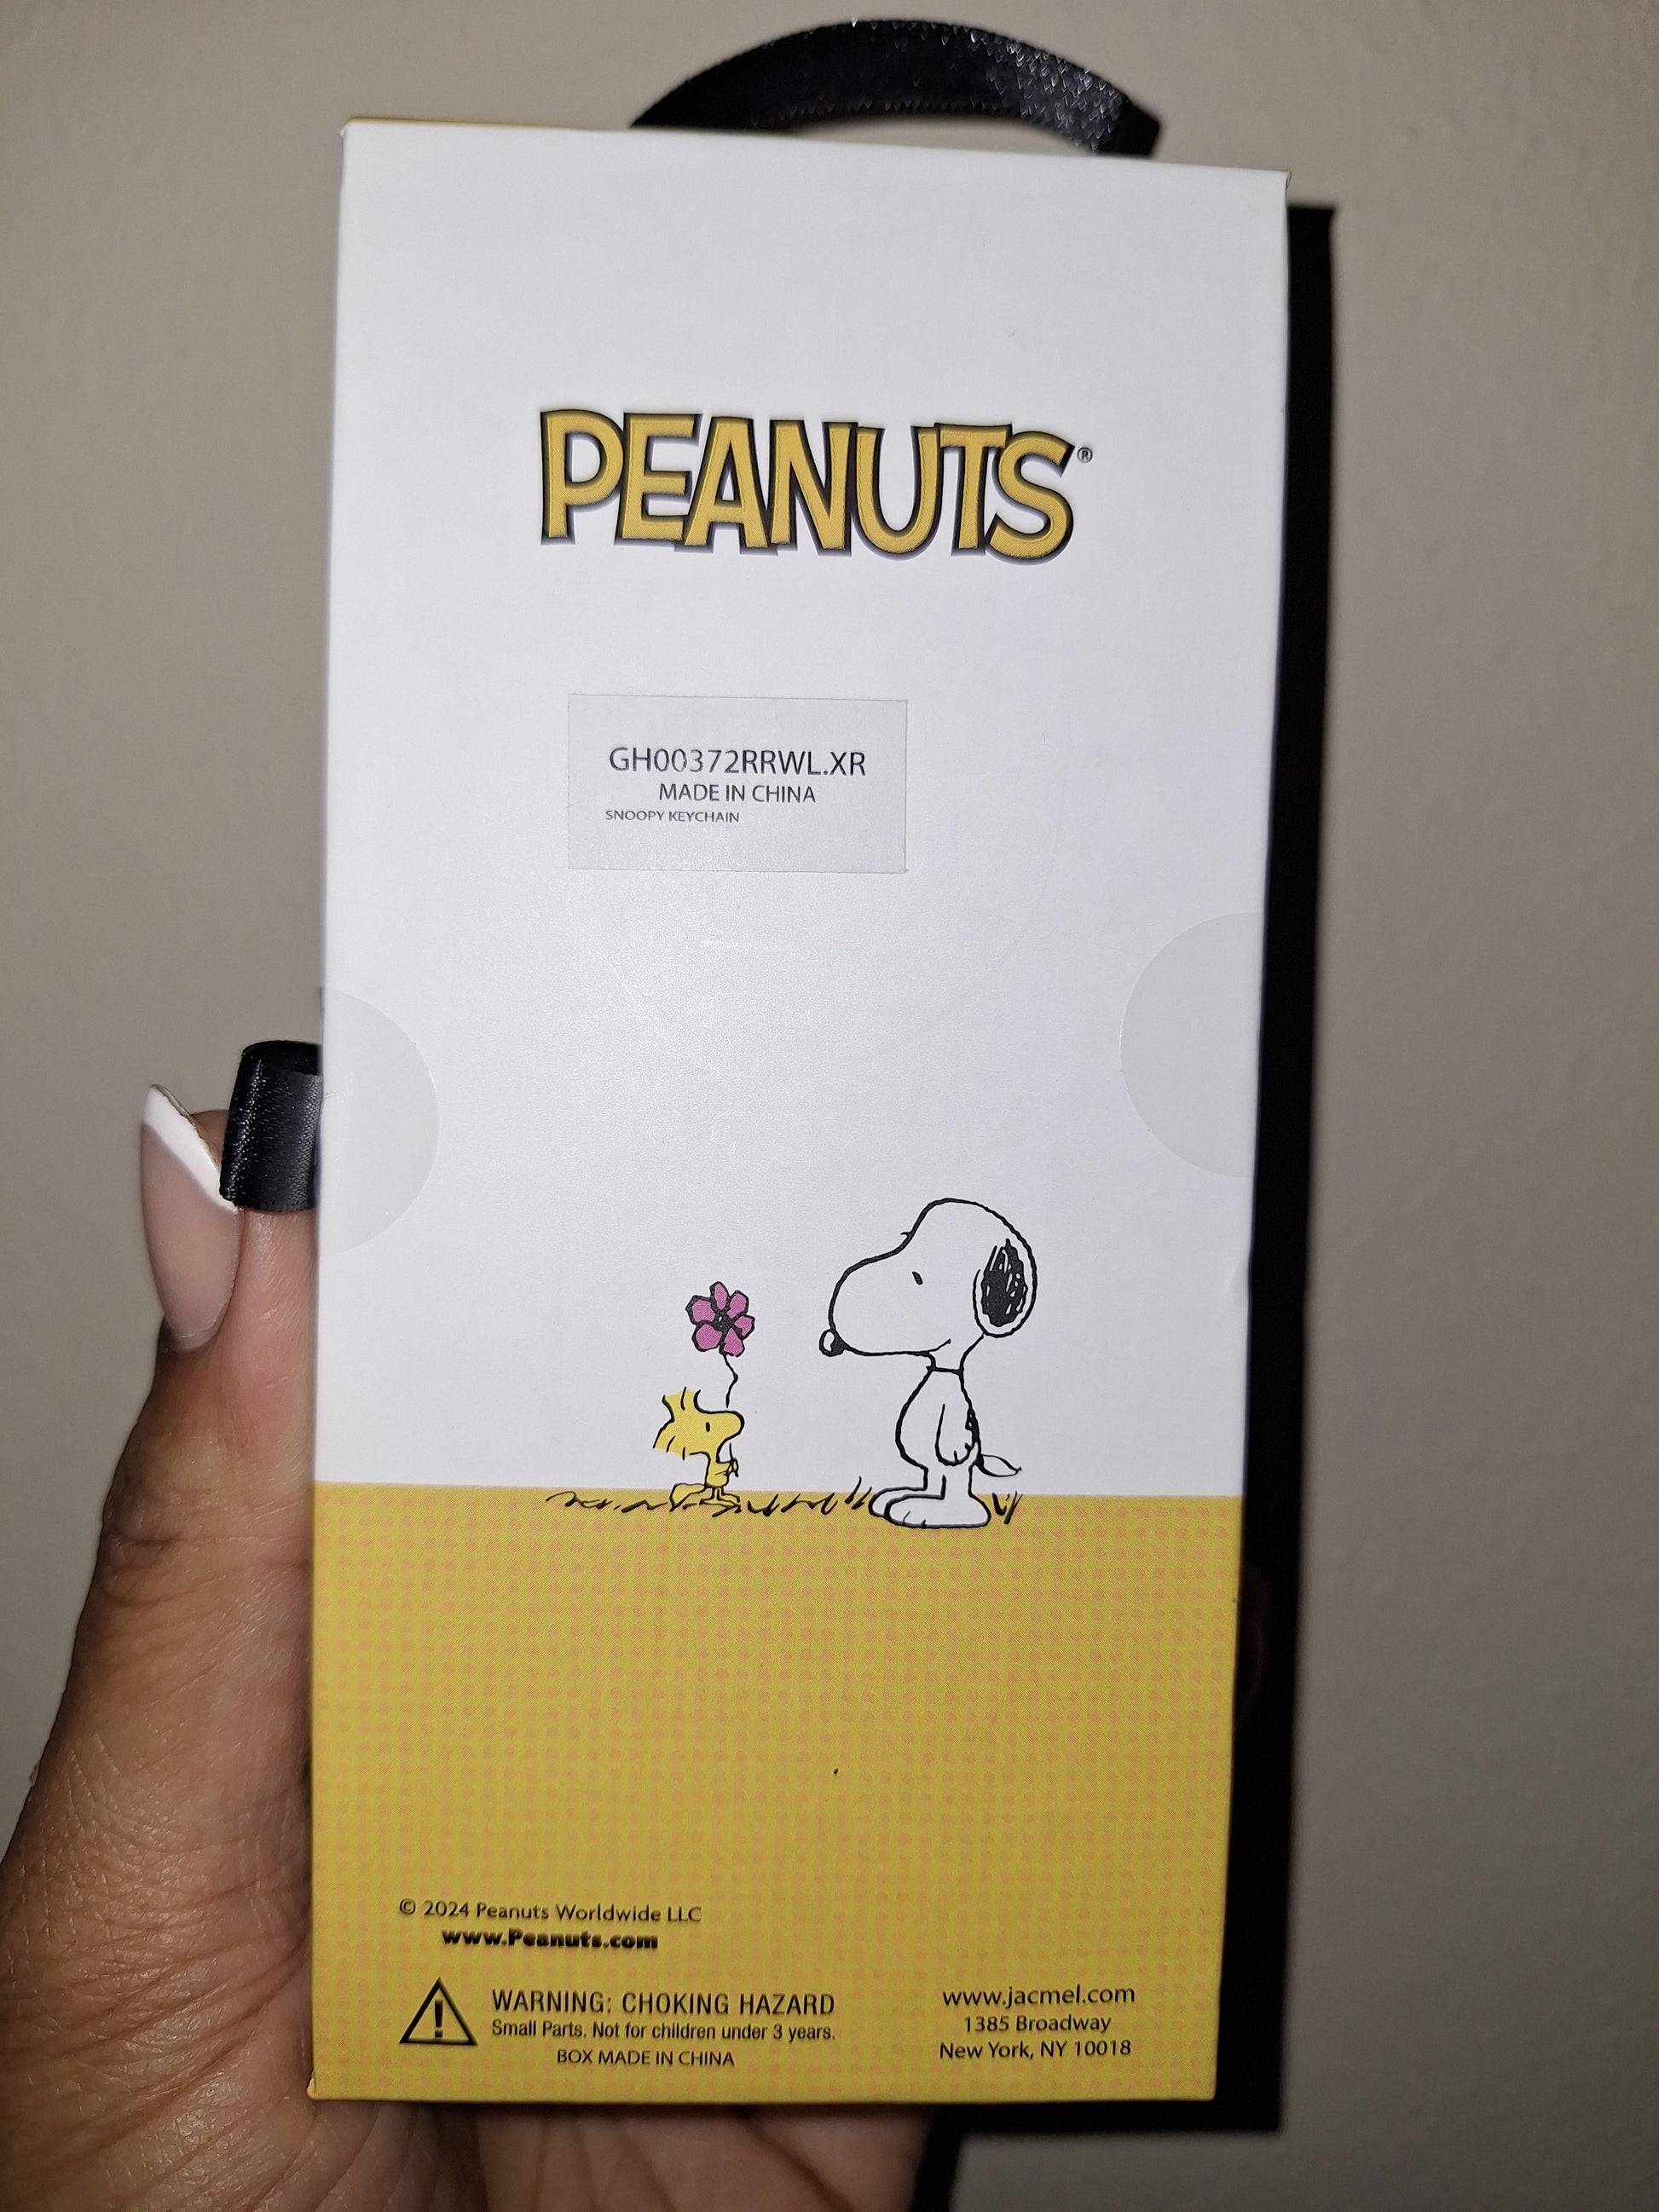 PEANUTS®
GH00372RRWL.XR
MADE IN CHINA
SNOOPY KEYCHAIN
© 2024 Peanuts Worldwide LLC
www.Peanuts.com
WARNING: CHOKING HAZARD
Small Parts. Not for children under 3 years.
BOX MADE IN CHINA
www.jacmel.com
1385 Broadway
New York, NY 10018